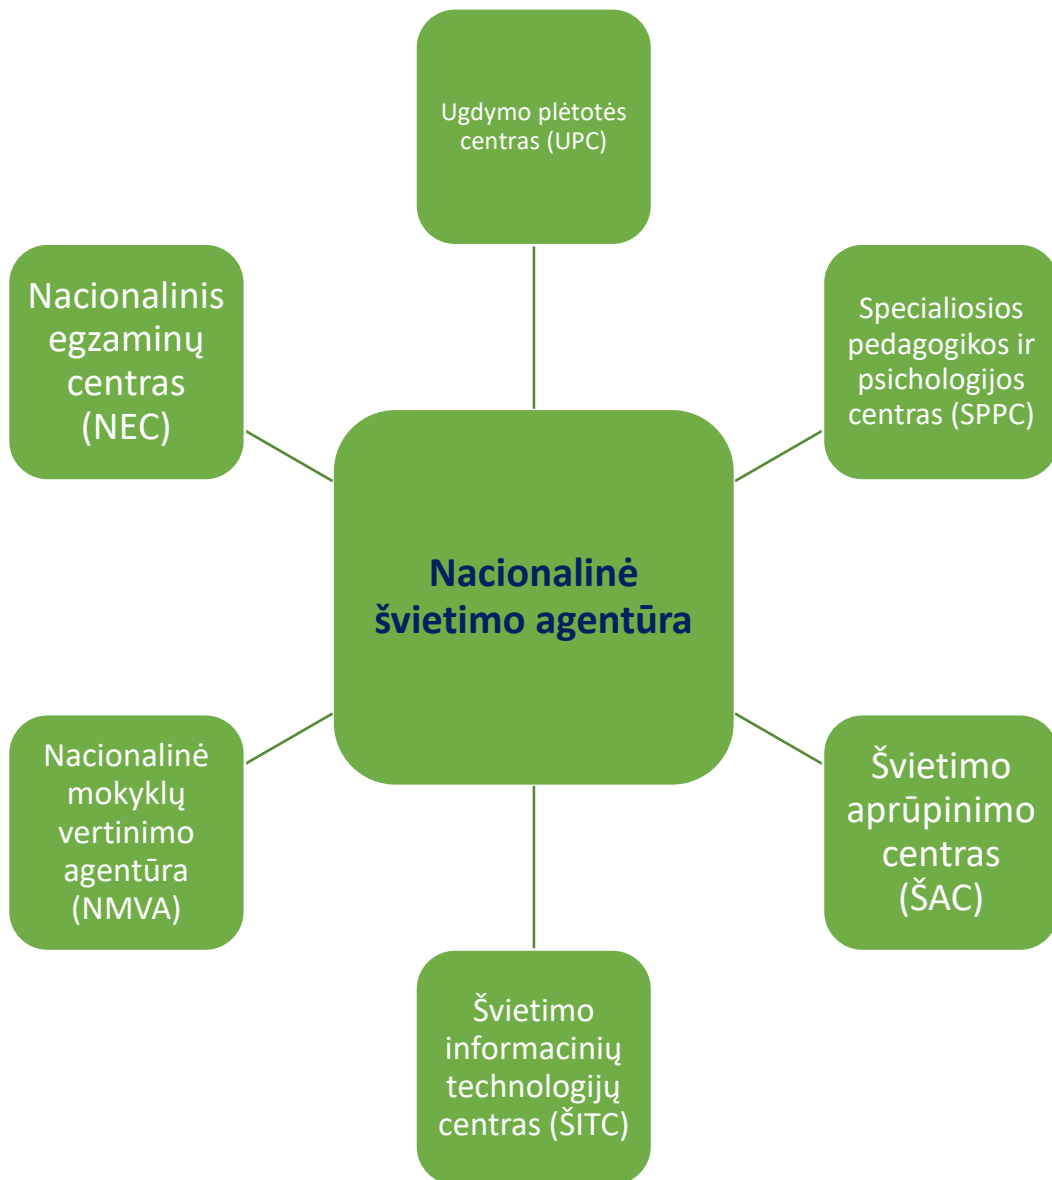 Ugdymo plėtotės
centras (UPC)
Nacionalinis
egzaminų
centras
(NEC)
Specialiosios
pedagogikos ir
psichologijos
centras (SPPC)
Nacionalinė
švietimo agentūra
Nacionalinė
mokyklų
vertinimo
agentūra
(NMVA)
Švietimo
aprūpinimo
centras
(ŠAC)
Švietimo
informacinių
technologijų
centras (ŠITC)